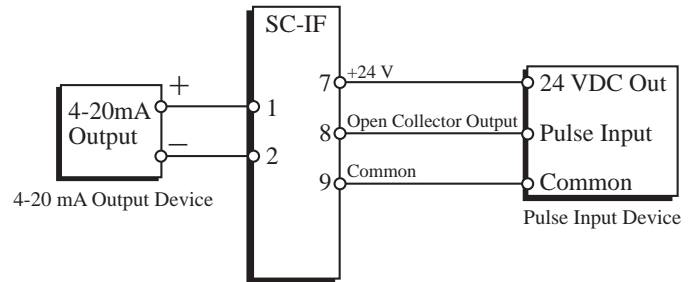 SC-IF
4-20mA
Output
+
−
4-20 mA Output Device
1
2
7
8
9
+24 V
Open Collector Output
Common
24 VDC Out
Pulse Input
Common
Pulse Input Device